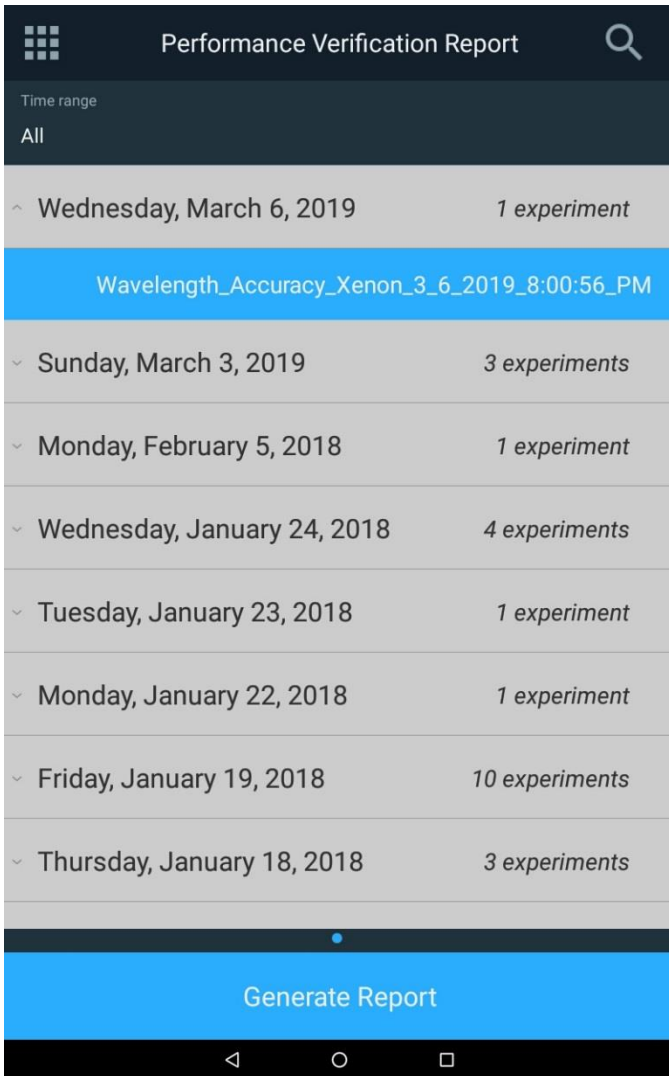 Performance Verification Report
Time range
All
Wednesday, March 6, 2019 1 experiment
Wavelength_Accuracy_Xenon_3_6_2019_8:00:56_PM
Sunday, March 3, 2019 3 experiments
Monday, February 5, 2018 1 experiment
Wednesday, January 24, 2018 4 experiments
Tuesday, January 23, 2018 1 experiment
Monday, January 22, 2018 1 experiment
Friday, January 19, 2018 10 experiments
Thursday, January 18, 2018 3 experiments
Generate Report